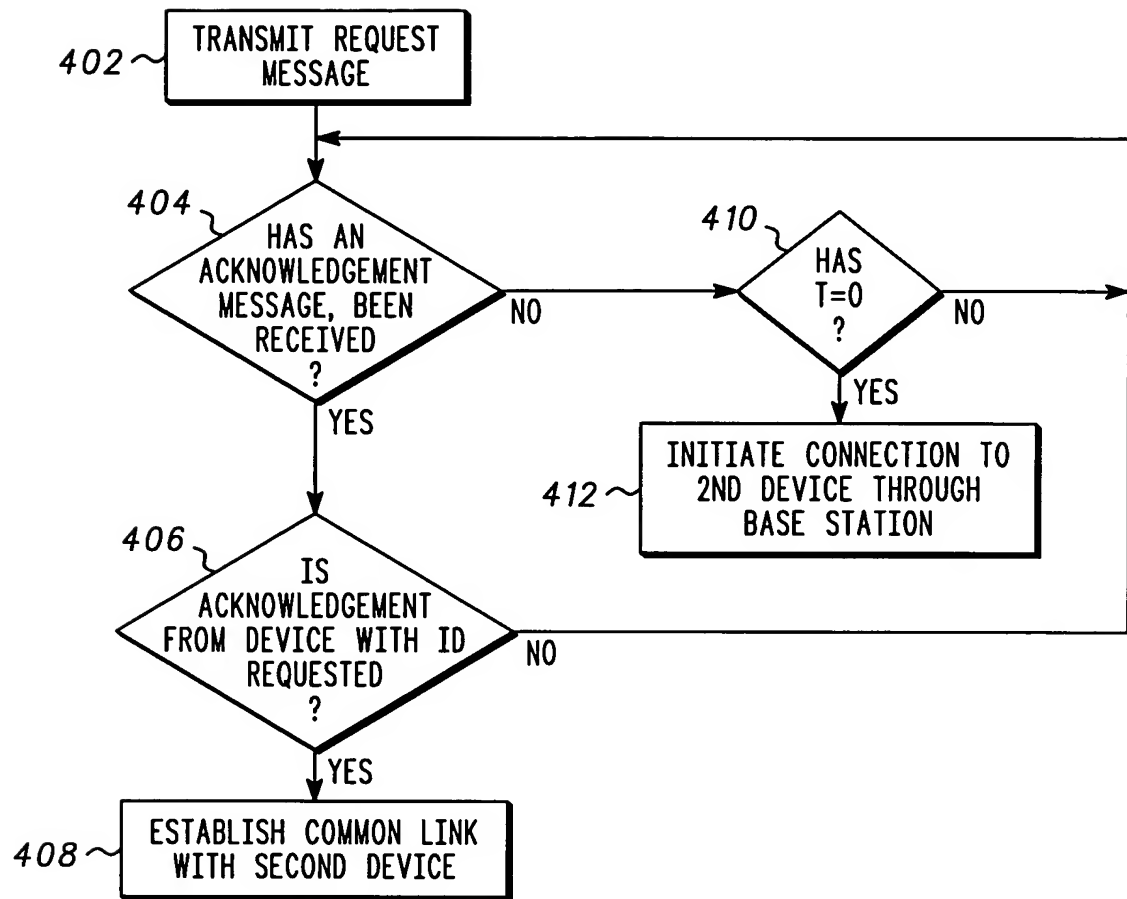 402
TRANSMIT REQUEST
MESSAGE
404
HAS AN
ACKNOWLEDGEMENT
MESSAGE, BEEN
RECEIVED
?
NO
YES
410
HAS
T=0
?
NO
YES
412
INITIATE CONNECTION TO
2ND DEVICE THROUGH
BASE STATION
406
IS
ACKNOWLEDGEMENT
FROM DEVICE WITH ID
REQUESTED
?
NO
YES
408
ESTABLISH COMMON LINK
WITH SECOND DEVICE